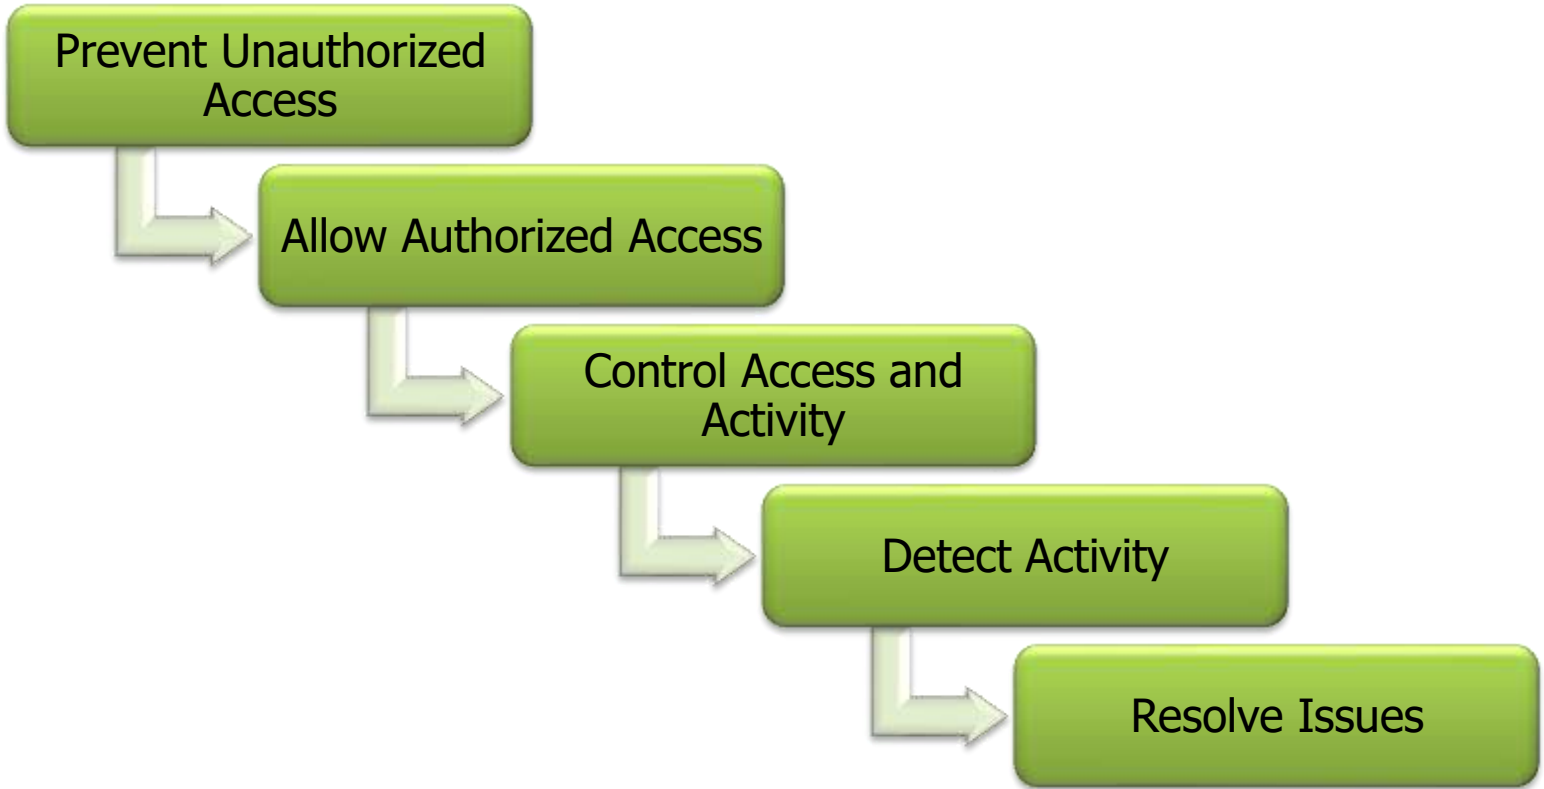 Prevent Unauthorized
Access
Allow Authorized Access
Control Access and
Activity
Detect Activity
Resolve Issues